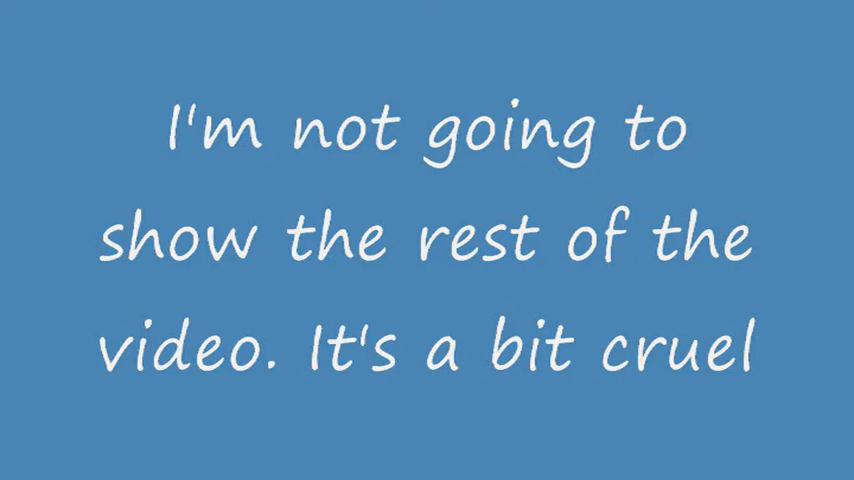 I'm not going to
show the rest of the
video. It's a bit cruel